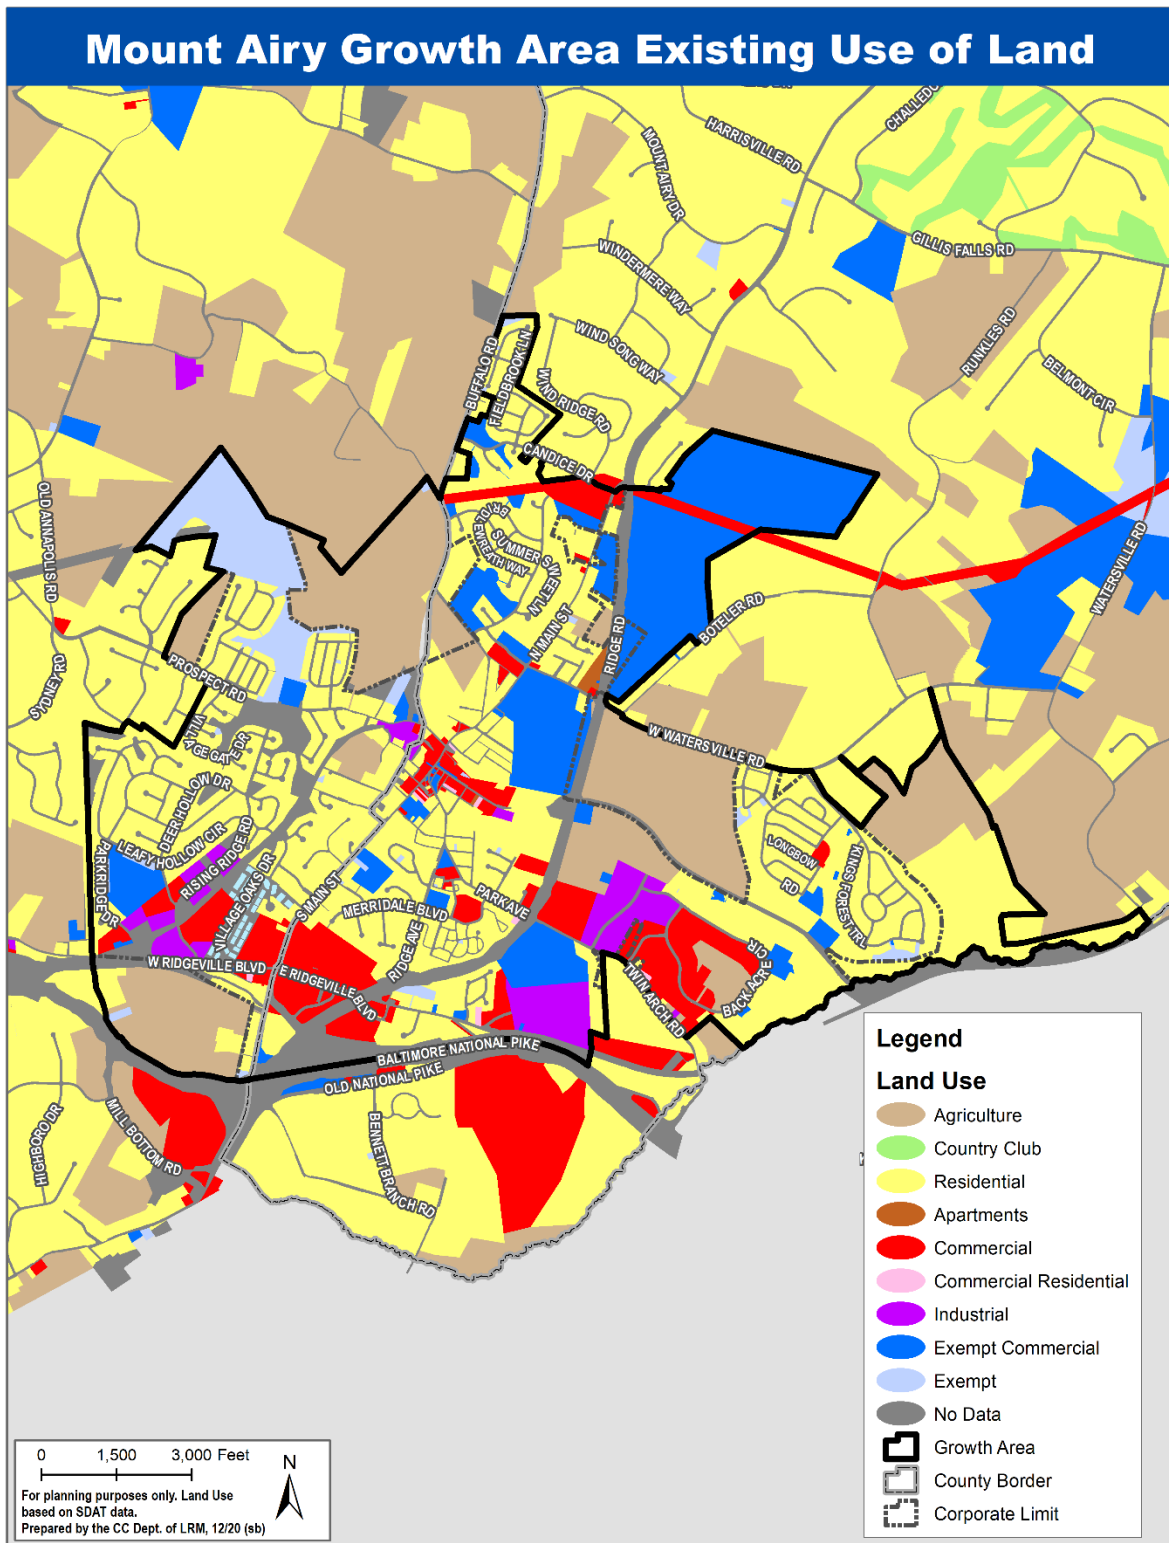 Mount Airy Growth Area Existing Use of Land
HARRISVILLE RD
MOUNT AIRY DR
GILLIS FALLS RD
WINDERMERE WAY
WIND SONG WAY
RUNKLES RD
BELMONT CIR
BUFFALO RD
FIELDBROOK LN
WIND RIDGE RD
CANDICE DR
OLD ANNAPOLIS RD
WATERSVILLE RD
BRIDLEWREATH WAY
SUMMER SWEET LN
N MAIN ST
RIDGE RD
BOTELER RD
SYDNEY RD
PROSPECT RD
VILLAGE GATE DR
W WATERSVILLE RD
DEER HOLLOW DR
LEAFY HOLLOW CIR
RISING RIDGE RD
PARKRIDGE DR
VILLAGE OAKS DR
S MAIN ST
MERRIDALE BLVD
PARK AVE
RIDGE AVE
LONGBOW RD
KINGS FOREST TRL
W RIDGEVILLE BLVD
E RIDGEVILLE BLVD
TWIN ARCH RD
BACK ACRE CIR
BALTIMORE NATIONAL PIKE
OLD NATIONAL PIKE
HIGHBORO DR
MILL BOTTOM RD
BENNETT BRANCH RD
Legend
Land Use
Agriculture
Country Club
Residential
Apartments
Commercial
Commercial Residential
Industrial
Exempt Commercial
Exempt
No Data
Growth Area
County Border
Corporate Limit
0 1,500 3,000 Feet
N
For planning purposes only. Land Use
based on SDAT data.
Prepared by the CC Dept. of LRM, 12/20 (sb)